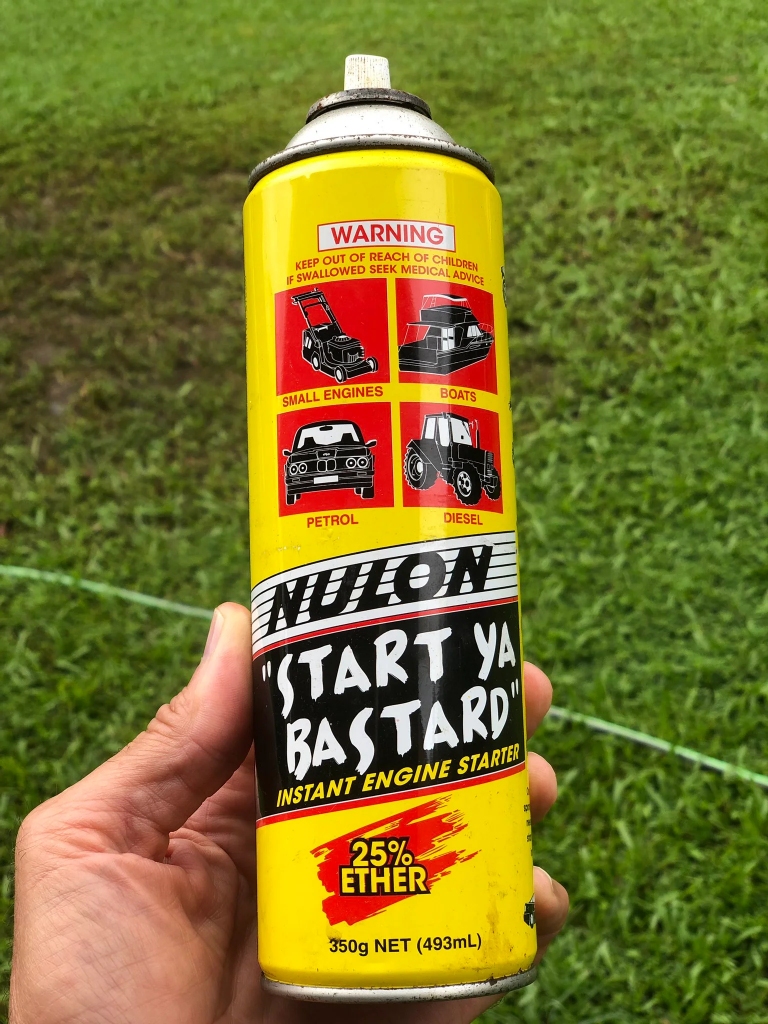 WARNING
KEEP OUT OF REACH OF CHILDREN
IF SWALLOWED SEEK MEDICAL ADVICE
SMALL ENGINES
BOATS
PETROL
DIESEL
NULON
"START YA
BASTARD"
INSTANT ENGINE STARTER
25%
ETHER
350g NET (493mL)